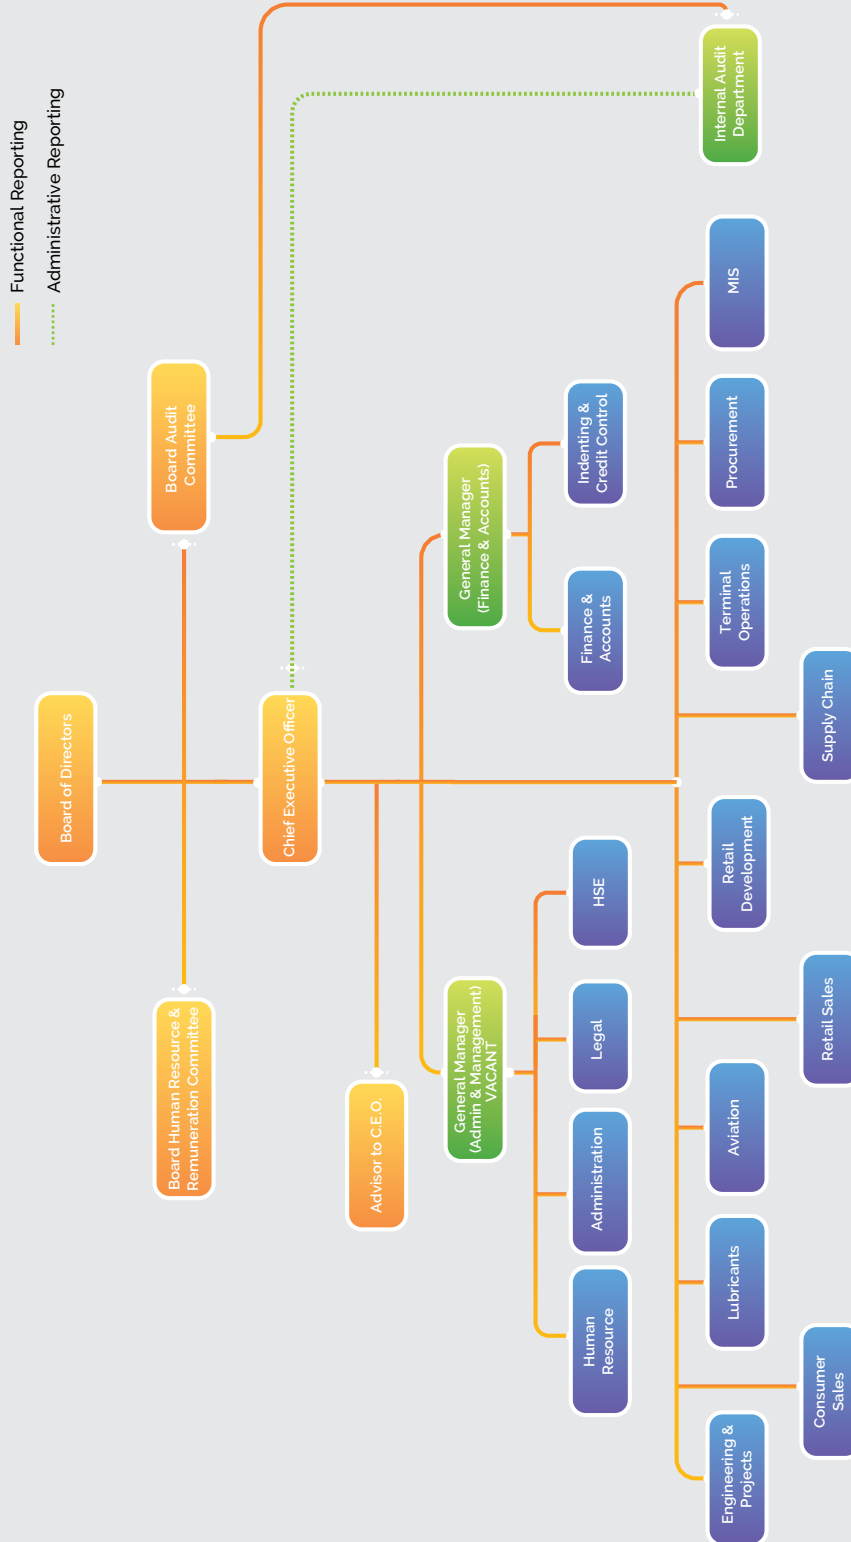 Functional Reporting
Administrative Reporting
Board of Directors
Board Human Resource &
Remuneration Committee
Board Audit
Committee
Chief Executive Officer
Advisor to C.E.O.
General Manager
(Admin & Management)
VACANT
General Manager
(Finance & Accounts)
Human
Resource
Administration
Legal
HSE
Finance &
Accounts
Indenting &
Credit Control
Internal Audit
Department
Engineering &
Projects
Lubricants
Aviation
Retail
Development
Terminal
Operations
Procurement
MIS
Consumer
Sales
Retail Sales
Supply Chain